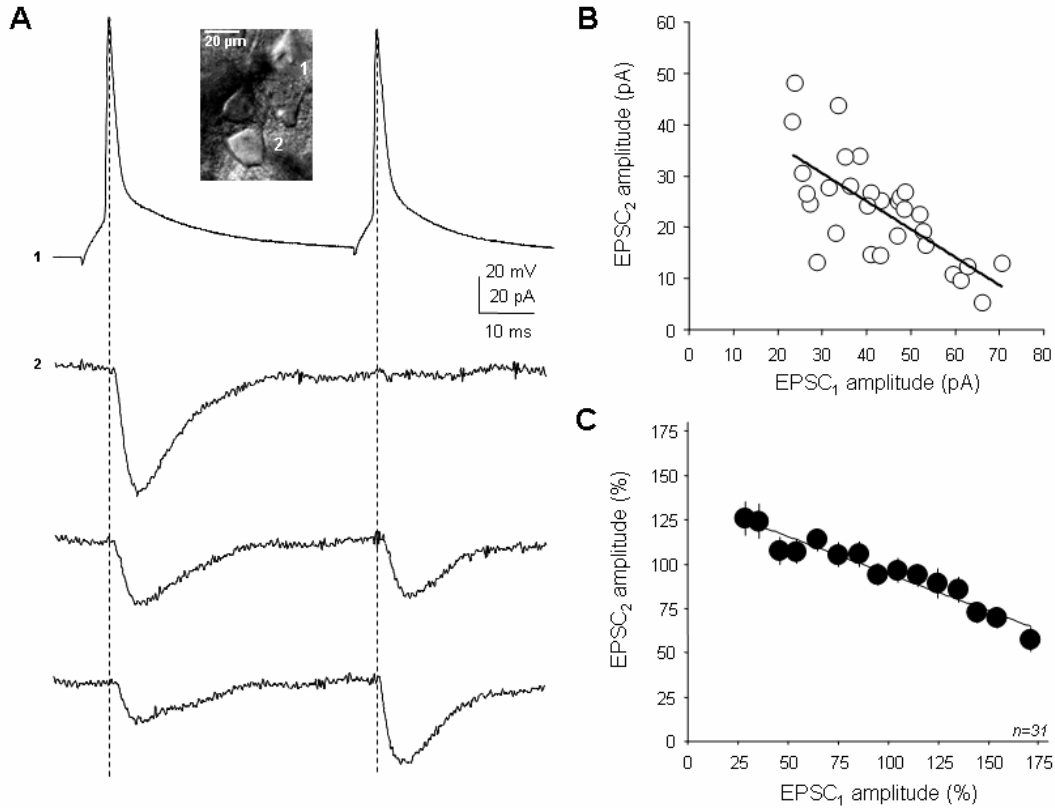 A
20 µm
1
2
1
20 mV
20 pA
10 ms
2
B
EPSC₂ amplitude (pA)
60
50
40
30
20
10
0
0 10 20 30 40 50 60 70 80
EPSC₁ amplitude (pA)
C
EPSC₂ amplitude (%)
175
150
125
100
75
50
25
0
n=31
0 25 50 75 100 125 150 175
EPSC₁ amplitude (%)